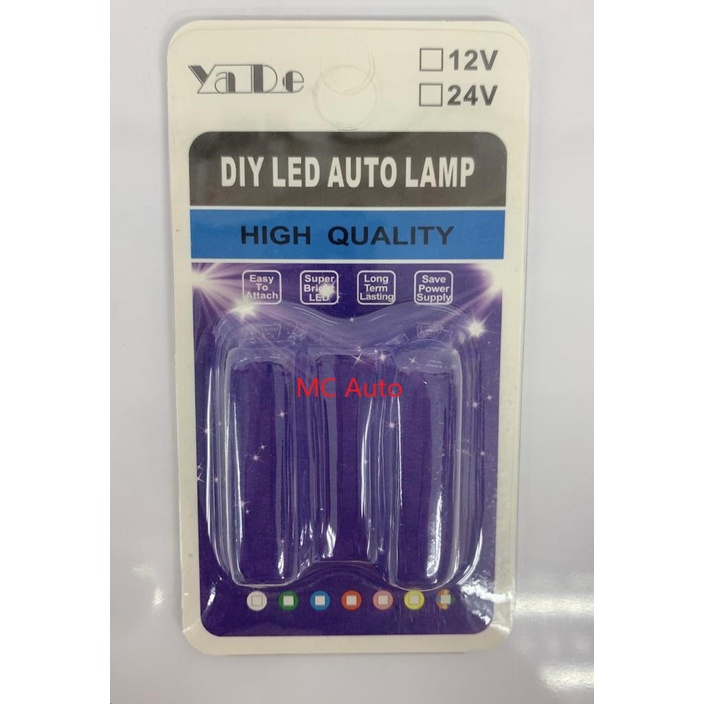 YaDe
12V
24V
DIY LED AUTO LAMP
HIGH QUALITY
Easy
To
Attach
Super
Bright
LED
Long
Term
Lasting
Save
Power
Supply
MC Auto